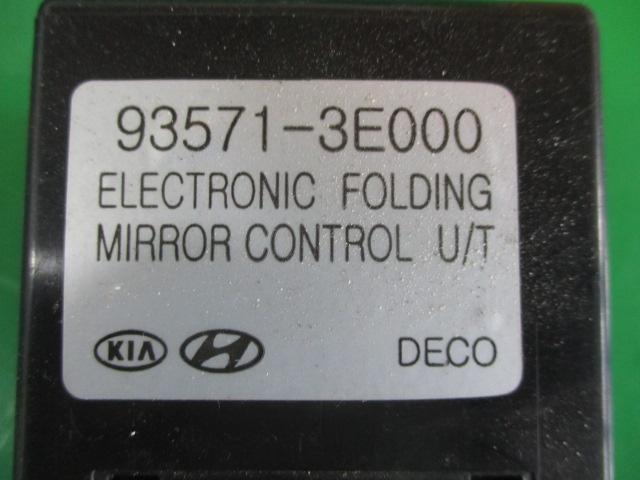 93571-3E000
ELECTRONIC FOLDING
MIRROR CONTROL U/T
KIA DECO